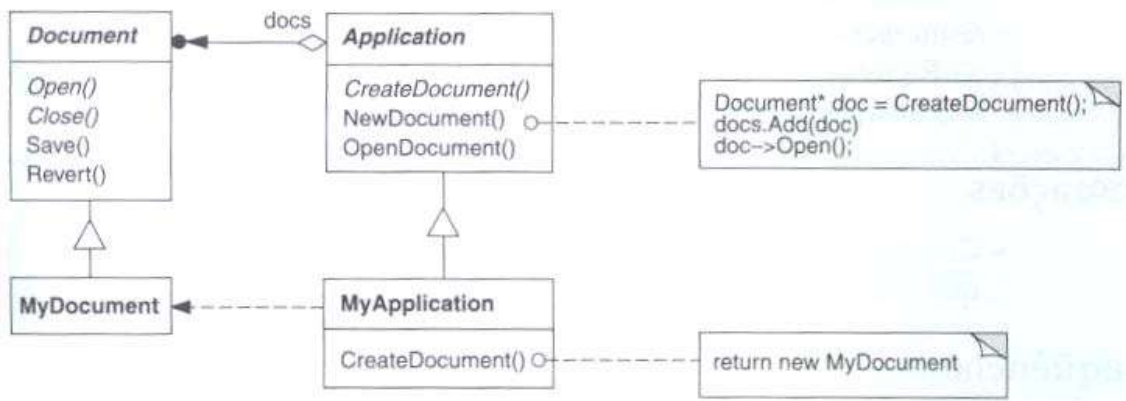 docs
Document
Open()
Close()
Save()
Revert()
Application
CreateDocument()
NewDocument()
OpenDocument()
Document* doc = CreateDocument();
docs.Add(doc)
doc->Open();
MyDocument
MyApplication
CreateDocument()
return new MyDocument